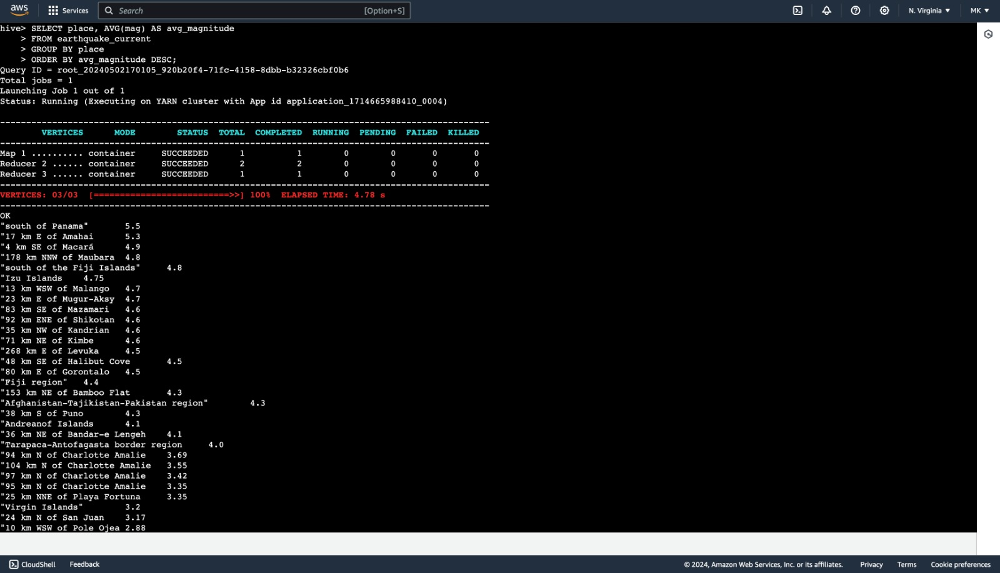 aws Services Search [Option+S] N. Virginia ▼ MK ▼
hive> SELECT place, AVG(mag) AS avg_magnitude
    > FROM earthquake_current
    > GROUP BY place
    > ORDER BY avg_magnitude DESC;
Query ID = root_20240502170105_920b20f4-71fc-4158-8dbb-b32326cbf0b6
Total jobs = 1
Launching Job 1 out of 1
Status: Running (Executing on YARN cluster with App id application_1714665988410_0004)
----------------------------------------------------------------------------------------------
        VERTICES      MODE        STATUS  TOTAL  COMPLETED  RUNNING  PENDING  FAILED  KILLED
----------------------------------------------------------------------------------------------
Map 1 .......... container     SUCCEEDED      1          1        0        0       0       0
Reducer 2 ...... container     SUCCEEDED      2          2        0        0       0       0
Reducer 3 ...... container     SUCCEEDED      1          1        0        0       0       0
----------------------------------------------------------------------------------------------
VERTICES: 03/03  [==========================>>] 100%  ELAPSED TIME: 4.78 s
----------------------------------------------------------------------------------------------
OK
"south of Panama"       5.5
"17 km E of Amahai      5.3
"4 km SE of Macará      4.9
"178 km NNW of Maubara  4.8
"south of the Fiji Islands"     4.8
"Izu Islands    4.75
"13 km WSW of Malango   4.7
"23 km E of Mugur-Aksy  4.7
"83 km SE of Mazamari   4.6
"92 km ENE of Shikotan  4.6
"35 km NW of Kandrian   4.6
"71 km NE of Kimbe      4.6
"268 km E of Levuka     4.5
"48 km SE of Halibut Cove       4.5
"80 km E of Gorontalo   4.5
"Fiji region"   4.4
"153 km NE of Bamboo Flat       4.3
"Afghanistan-Tajikistan-Pakistan region"        4.3
"38 km S of Puno        4.3
"Andreanof Islands      4.1
"36 km NE of Bandar-e Lengeh    4.1
"Tarapaca-Antofagasta border region     4.0
"94 km N of Charlotte Amalie    3.69
"104 km N of Charlotte Amalie   3.55
"97 km N of Charlotte Amalie    3.42
"95 km N of Charlotte Amalie    3.35
"25 km NNE of Playa Fortuna     3.35
"Virgin Islands"        3.2
"24 km N of San Juan    3.17
"10 km WSW of Pole Ojea 2.88
CloudShell Feedback © 2024, Amazon Web Services, Inc. or its affiliates. Privacy Terms Cookie preferences